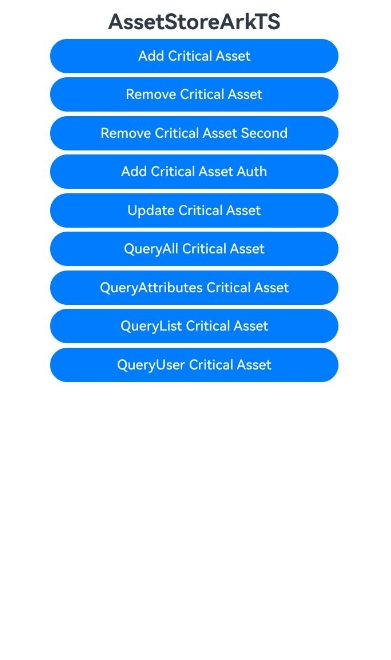 AssetStoreArkTS
Add Critical Asset
Remove Critical Asset
Remove Critical Asset Second
Add Critical Asset Auth
Update Critical Asset
QueryAll Critical Asset
QueryAttributes Critical Asset
QueryList Critical Asset
QueryUser Critical Asset